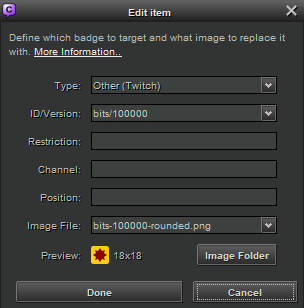 Edit item
Define which badge to target and what image to replace it
with. More Information..
Type: Other (Twitch)
ID/Version: bits/100000
Restriction:
Channel:
Position:
Image File: bits-100000-rounded.png
Preview: 18x18 Image Folder
Done Cancel